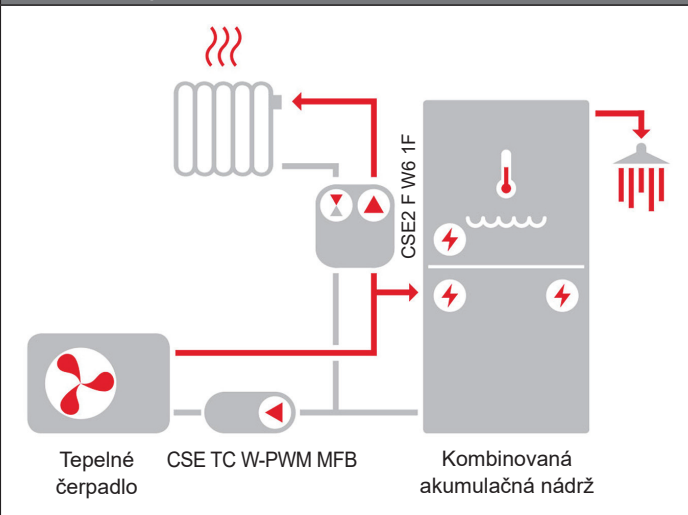 CSE2 F W6 1F
Tepelné
čerpadlo
CSE TC W-PWM MFB
Kombinovaná
akumulačná nádrž